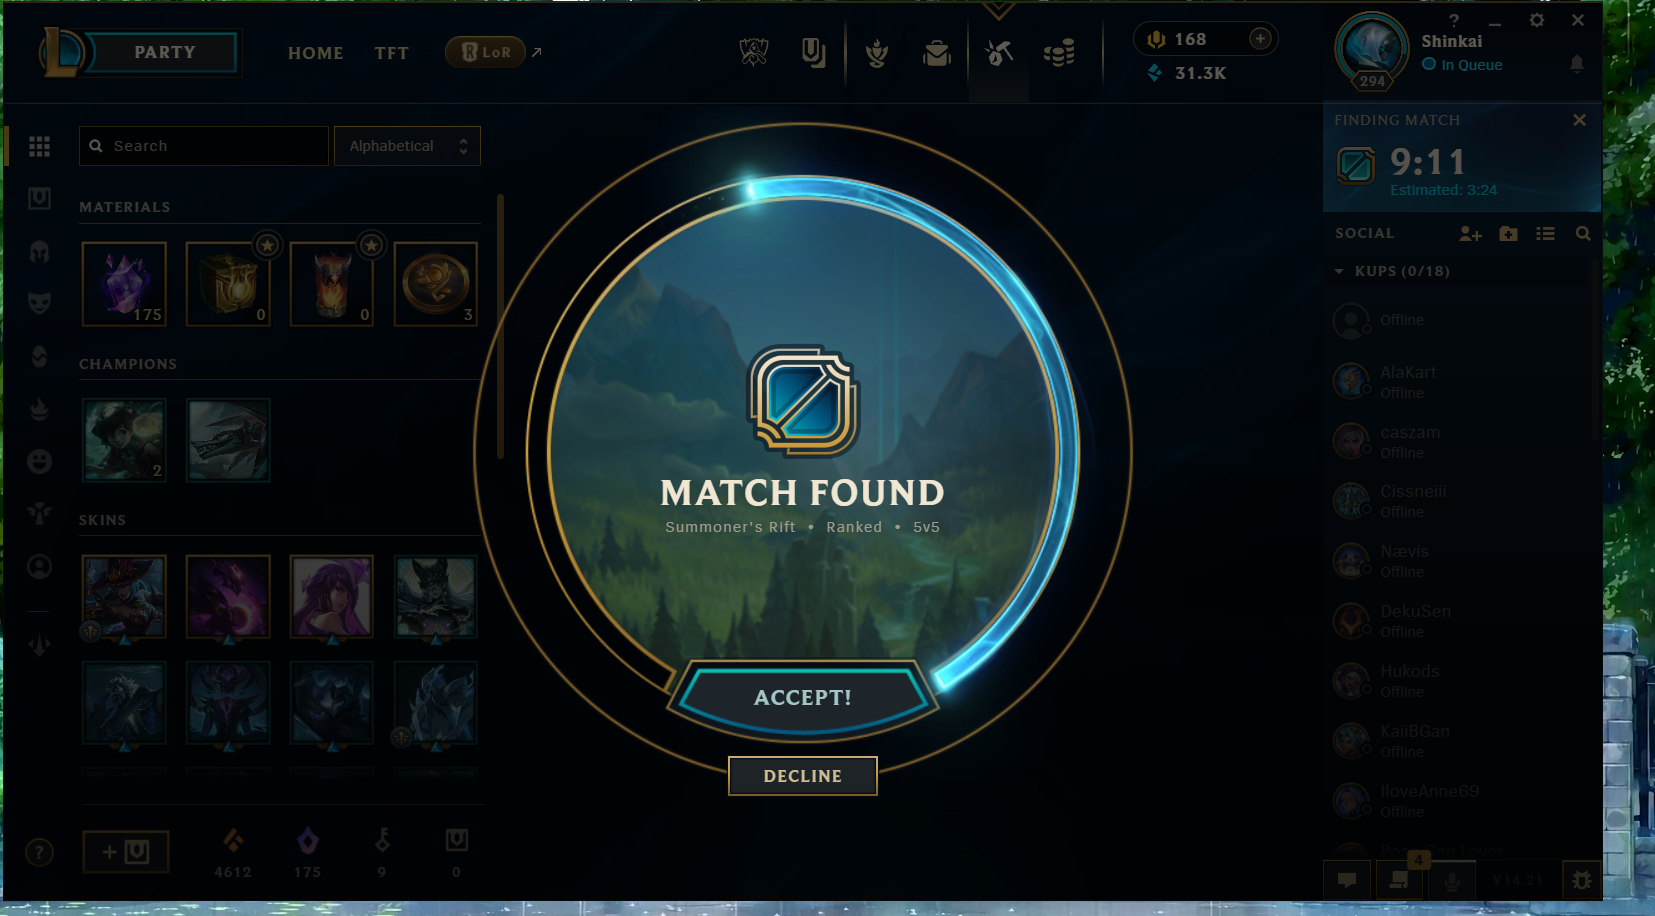 PARTY
HOME
TFT
LoR
168
31.3K
294
Shinkai
In Queue
FINDING MATCH
9:11
Estimated: 3:24
Search
Alphabetical
MATERIALS
175
0
0
3
CHAMPIONS
2
SKINS
4612
175
9
0
MATCH FOUND
Summoner's Rift • Ranked • 5v5
ACCEPT!
DECLINE
SOCIAL
KUPS (0/18)
Offline
AlaKart
Offline
caszam
Offline
Cissneiii
Offline
Nævis
Offline
DekuSen
Offline
Hukods
Offline
KaiiBGan
Offline
IloveAnne69
Offline
4
V14.21